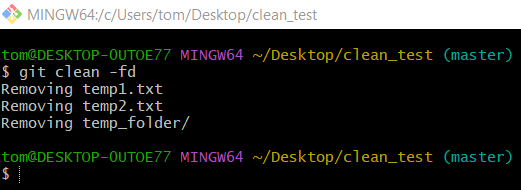 MINGW64:/c/Users/tom/Desktop/clean_test
tom@DESKTOP-OUTOE77 MINGW64 ~/Desktop/clean_test (master)
$ git clean -fd
Removing temp1.txt
Removing temp2.txt
Removing temp_folder/
tom@DESKTOP-OUTOE77 MINGW64 ~/Desktop/clean_test (master)
$